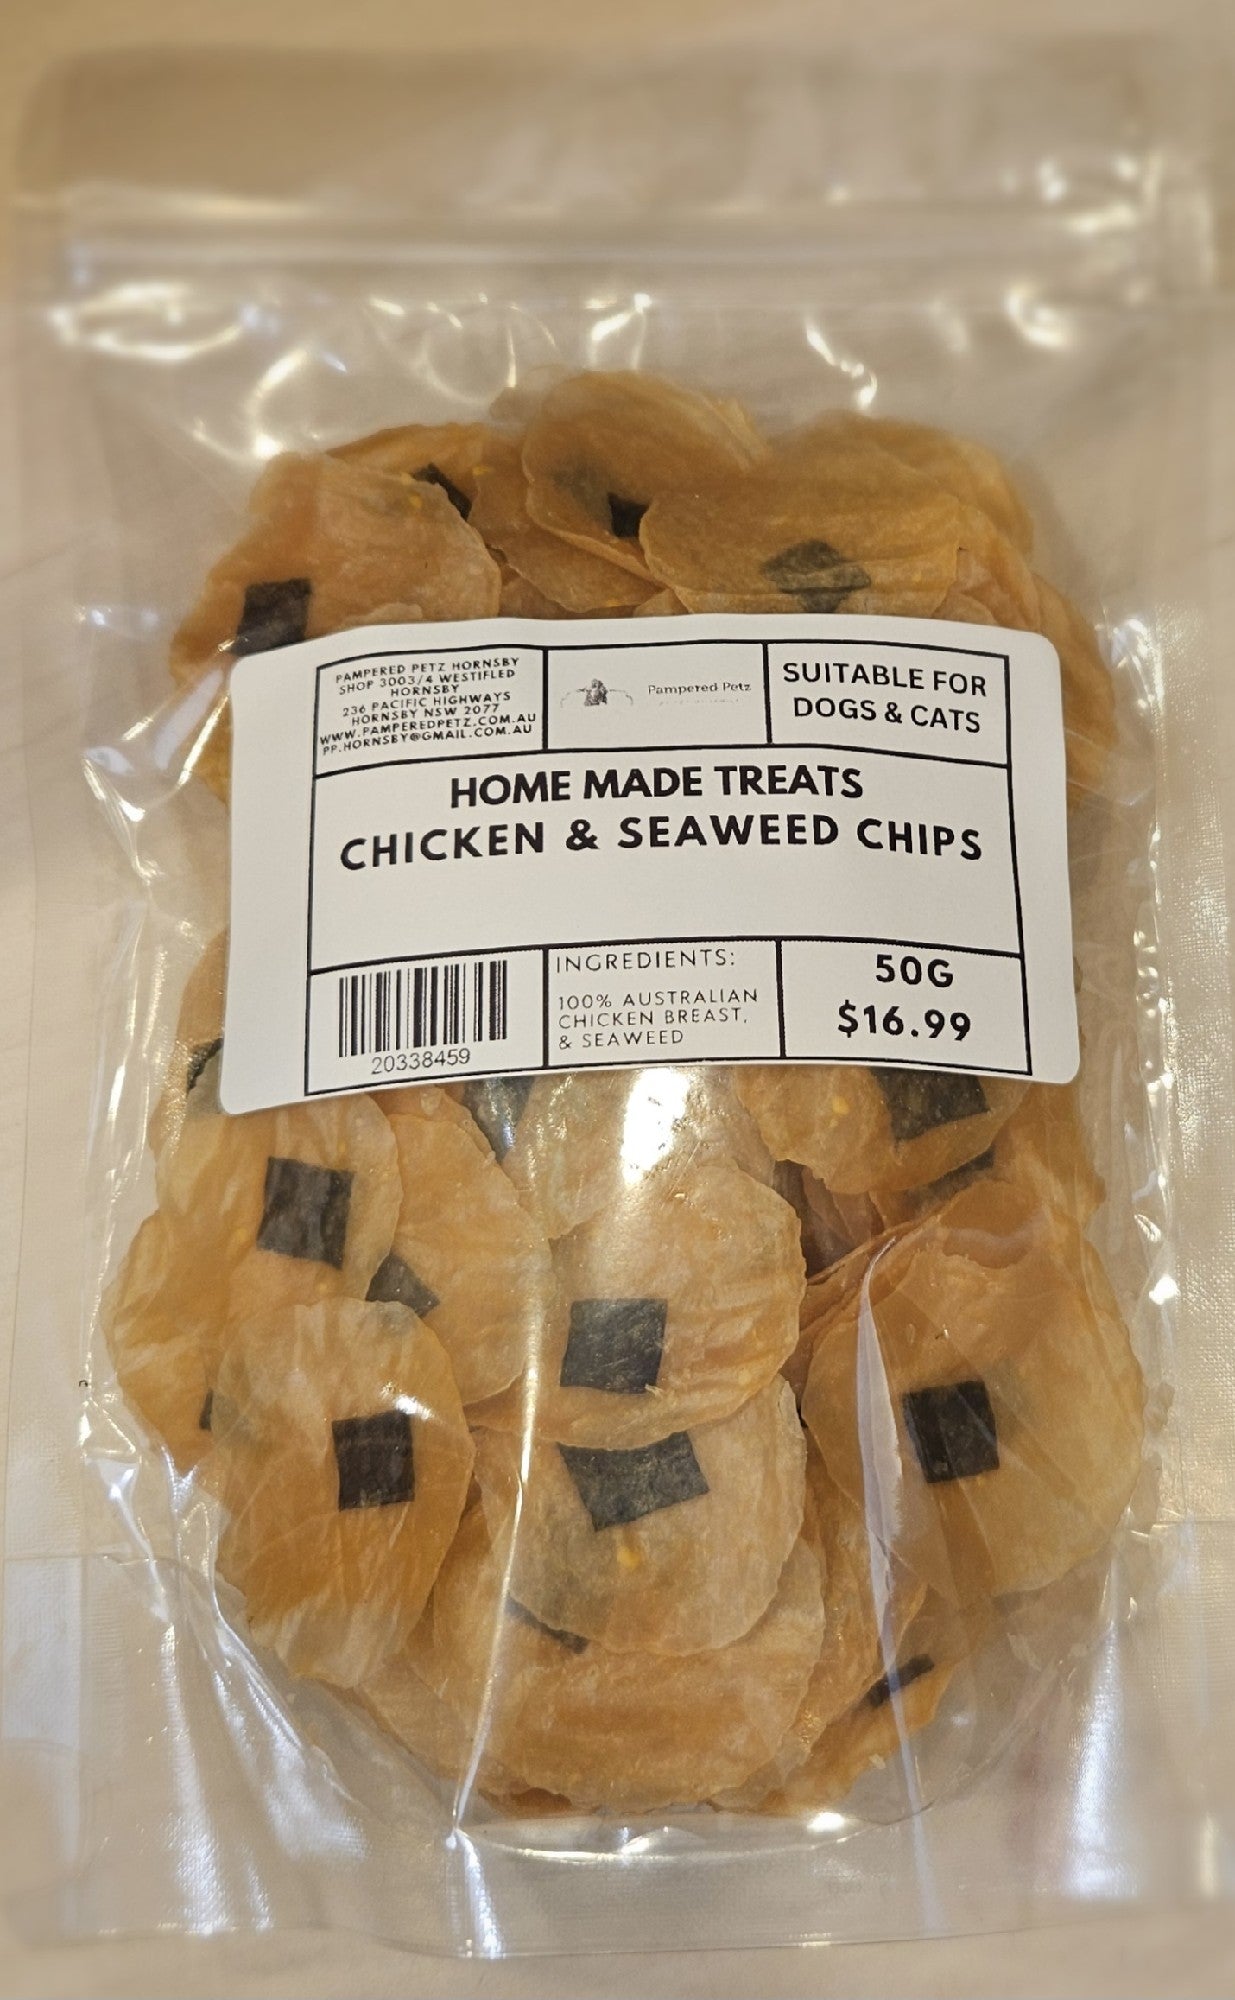 PAMPERED PETZ HORNSBY
SHOP 3003/4 WESTIFLED
HORNSBY
236 PACIFIC HIGHWAYS
HORNSBY NSW 2077
WWW.PAMPEREDPETZ.COM.AU
PP.HORNSBY@GMAIL.COM.AU
Pampered Petz
SUITABLE FOR
DOGS & CATS
HOME MADE TREATS
CHICKEN & SEAWEED CHIPS
20338459
INGREDIENTS:
100% AUSTRALIAN
CHICKEN BREAST,
& SEAWEED
50G
$16.99